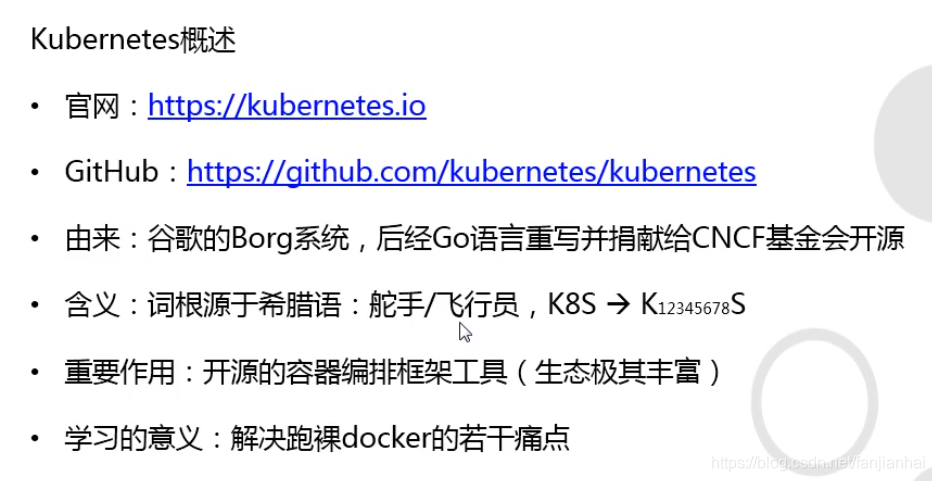 Kubernetes概述
• 官网：https://kubernetes.io
• GitHub：https://github.com/kubernetes/kubernetes
• 由来：谷歌的Borg系统，后经Go语言重写并捐献给CNCF基金会开源
• 含义：词根源于希腊语：舵手/飞行员，K8S → K12345678S
• 重要作用：开源的容器编排框架工具（生态极其丰富）
• 学习的意义：解决跑裸docker的若干痛点
https://blog.csdn.net/fanjianhai